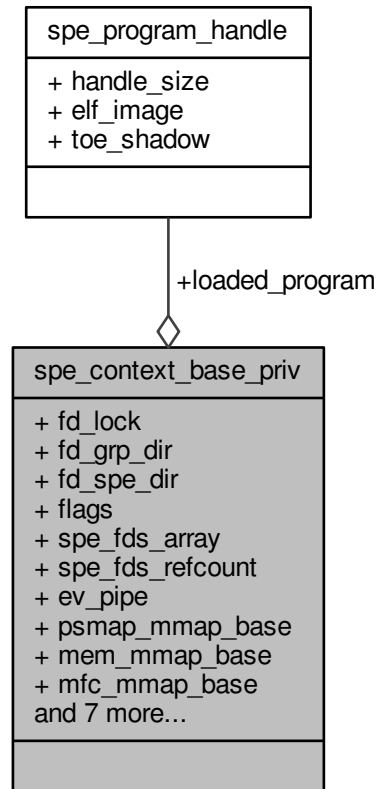 spe_program_handle
+ handle_size
+ elf_image
+ toe_shadow
+loaded_program
spe_context_base_priv
+ fd_lock
+ fd_grp_dir
+ fd_spe_dir
+ flags
+ spe_fds_array
+ spe_fds_refcount
+ ev_pipe
+ psmap_mmap_base
+ mem_mmap_base
+ mfc_mmap_base
and 7 more...